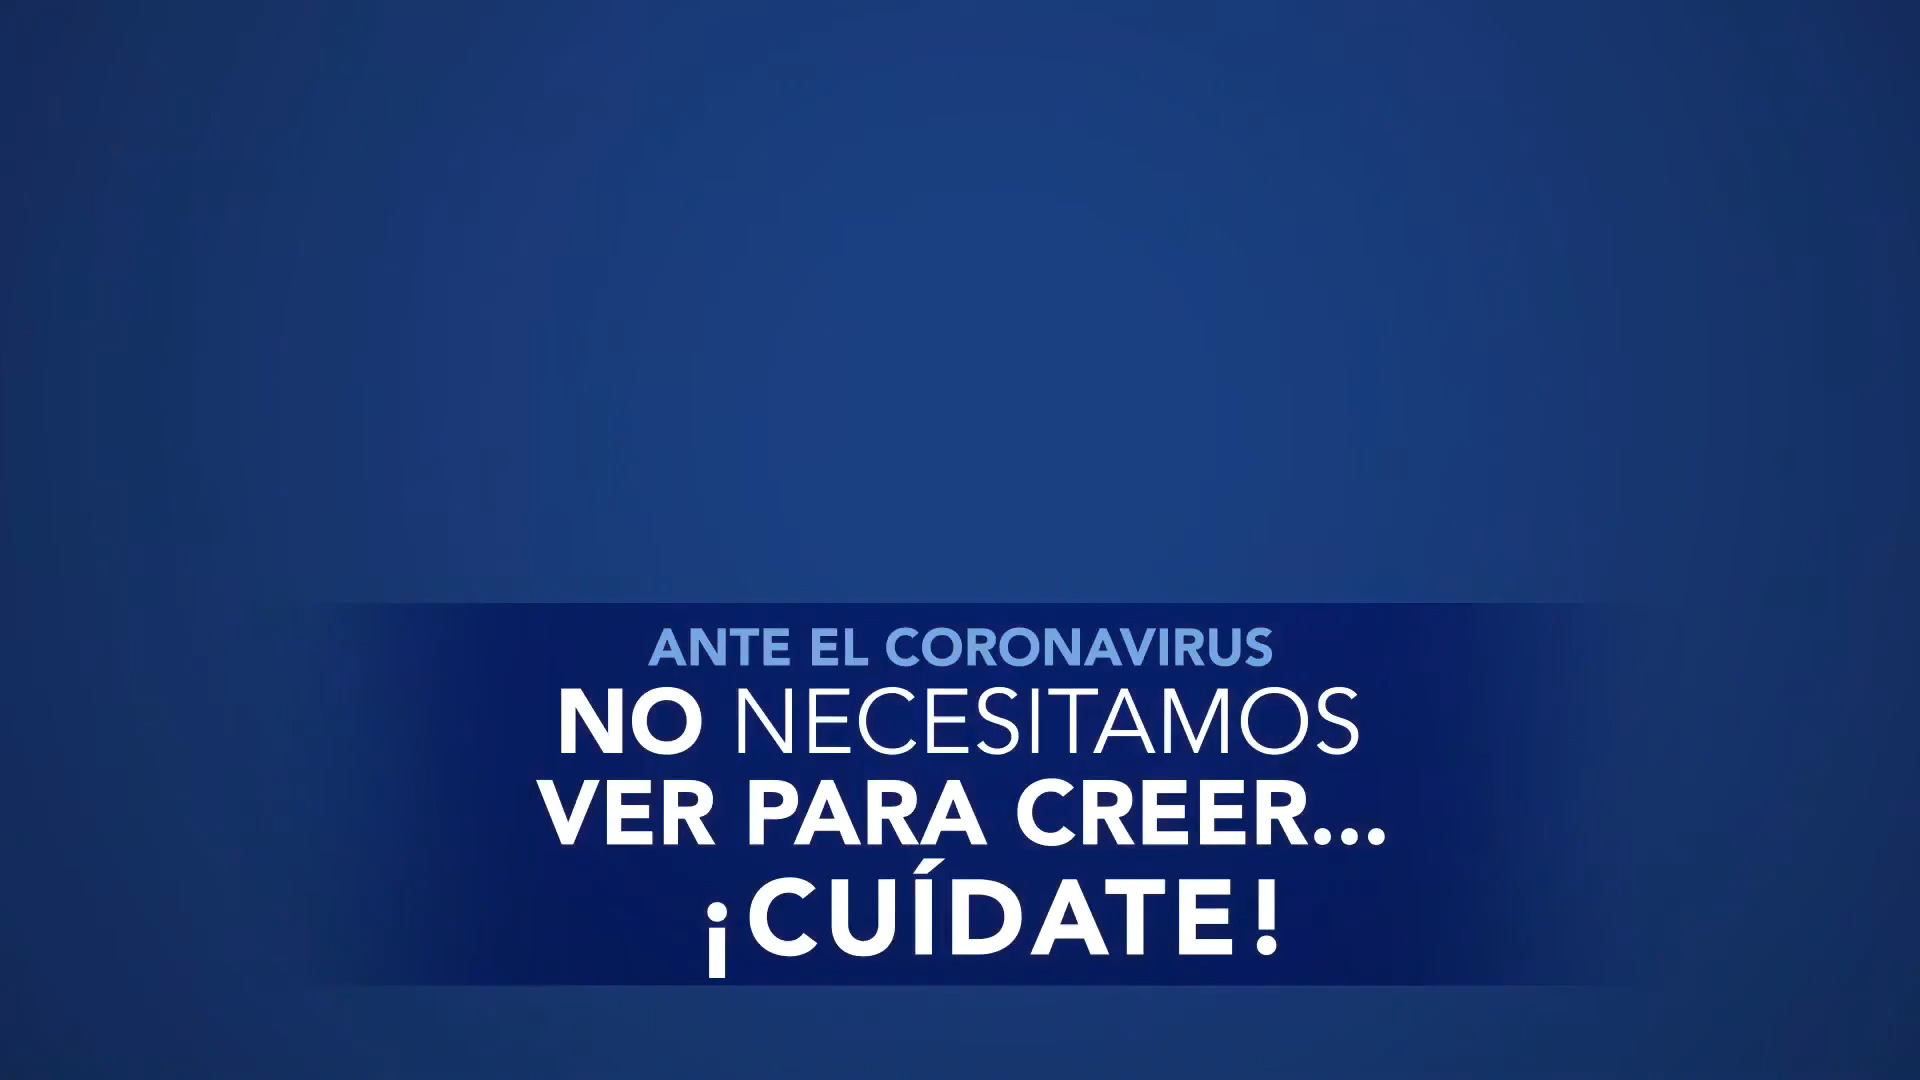 ANTE EL CORONAVIRUS
NO NECESITAMOS
VER PARA CREER...
¡CUÍDATE!